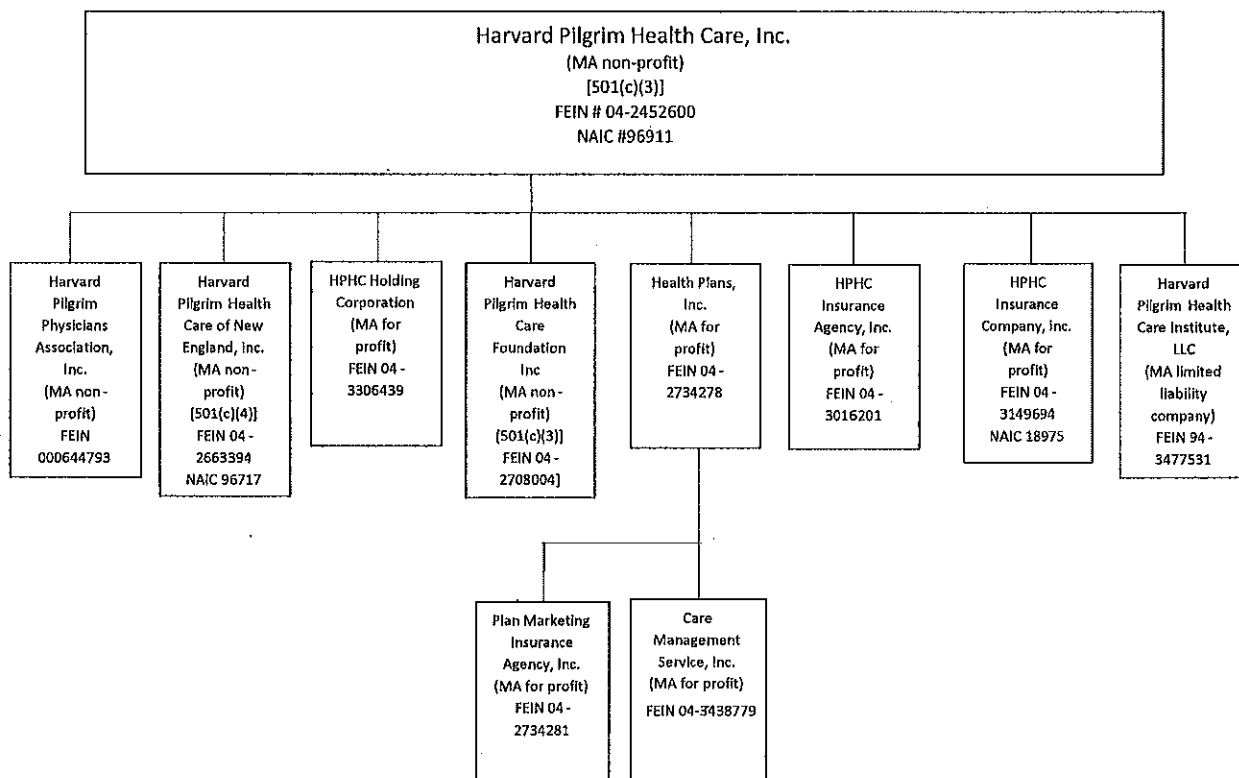 Harvard Pilgrim Health Care, Inc.
(MA non-profit)
[501(c)(3)]
FEIN # 04-2452600
NAIC #96911
Harvard
Pilgrim
Physicians
Association,
Inc.
(MA non-
profit)
FEIN
000644793
Harvard
Pilgrim Health
Care of New
England, Inc.
(MA non-
profit)
[501(c)(4)]
FEIN 04 -
2663394
NAIC 96717
HPHC Holding
Corporation
(MA for
profit)
FEIN 04 -
3306439
Harvard
Pilgrim Health
Care
Foundation
Inc
(MA non-
profit)
[501(c)(3)]
FEIN 04 -
2708004]
Health Plans,
Inc.
(MA for
profit)
FEIN 04 -
2734278
HPHC
Insurance
Agency, Inc.
(MA for
profit)
FEIN 04 -
3016201
HPHC
Insurance
Company, Inc.
(MA for
profit)
FEIN 04 -
3149694
NAIC 18975
Harvard
Pilgrim Health
Care Institute,
LLC
(MA limited
liability
company)
FEIN 94 -
3477531
Plan Marketing
Insurance
Agency, Inc.
(MA for profit)
FEIN 04 -
2734281
Care
Management
Service, Inc.
(MA for profit)
FEIN 04-3438779